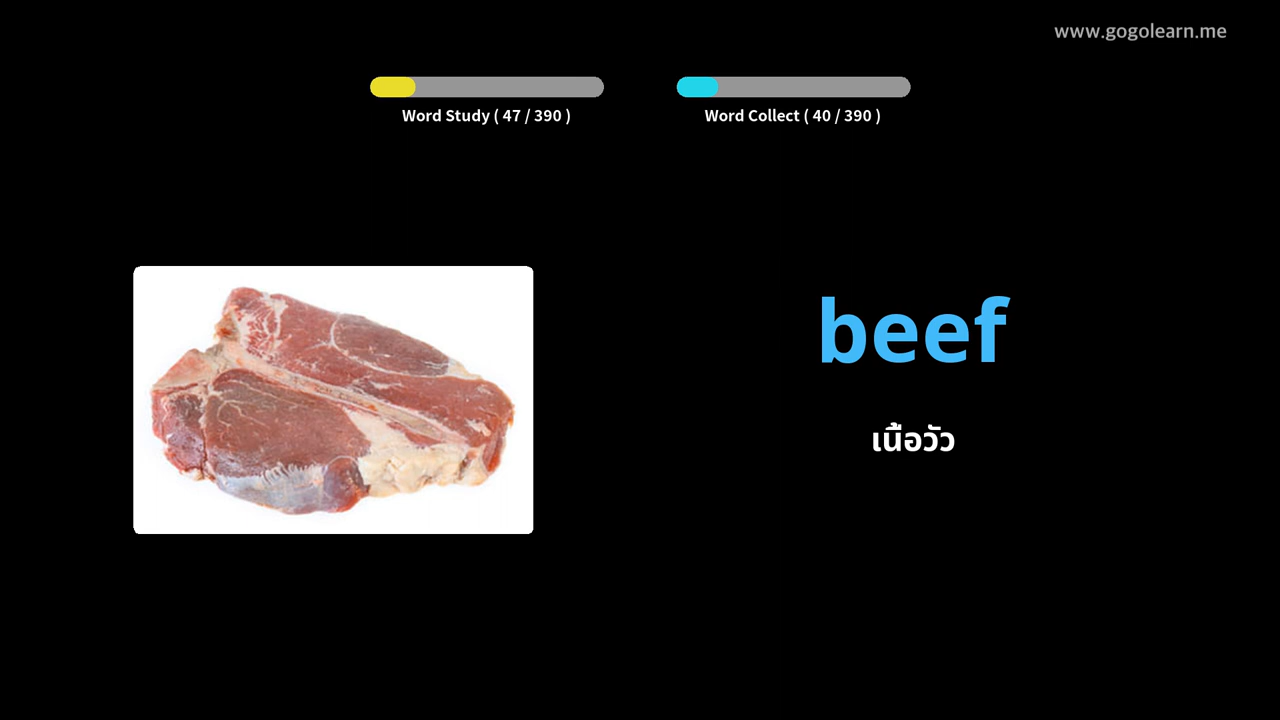 www.gogolearn.me
Word Study ( 47 / 390 )
Word Collect ( 40 / 390 )
beef
เนื้อวัว